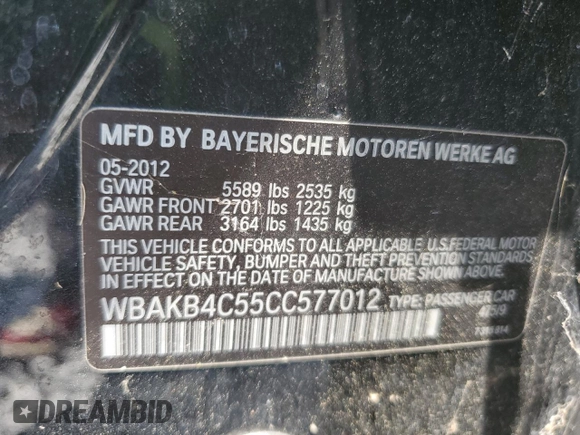 MFD BY BAYERISCHE MOTOREN WERKE AG
05-2012
GVWR 5589 lbs 2535 kg
GAWR FRONT 2701 lbs 1225 kg
GAWR REAR 3164 lbs 1435 kg
THIS VEHICLE CONFORMS TO ALL APPLICABLE U.S.FEDERAL MOTOR
VEHICLE SAFETY, BUMPER AND THEFT PREVENTION STANDARDS
IN EFFECT ON THE DATE OF MANUFACTURE SHOWN ABOVE.
WBAKB4C55CC577012 TYPE: PASSENGER CAR
475/9
DREAMBID